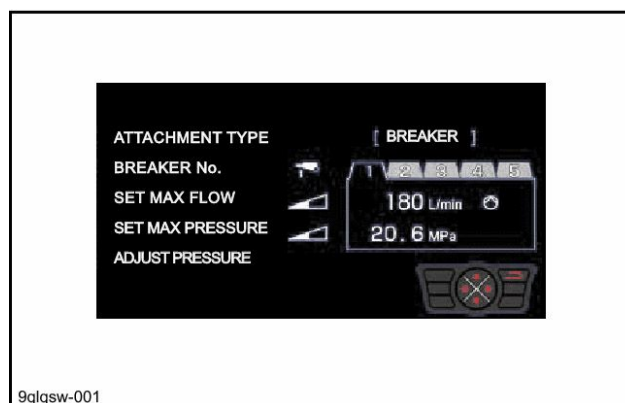 ATTACHMENT TYPE [ BREAKER ]
BREAKER No. 1 2 3 4 5
SET MAX FLOW 180 L/min
SET MAX PRESSURE 20.6 MPa
ADJUST PRESSURE
9glgsw-001